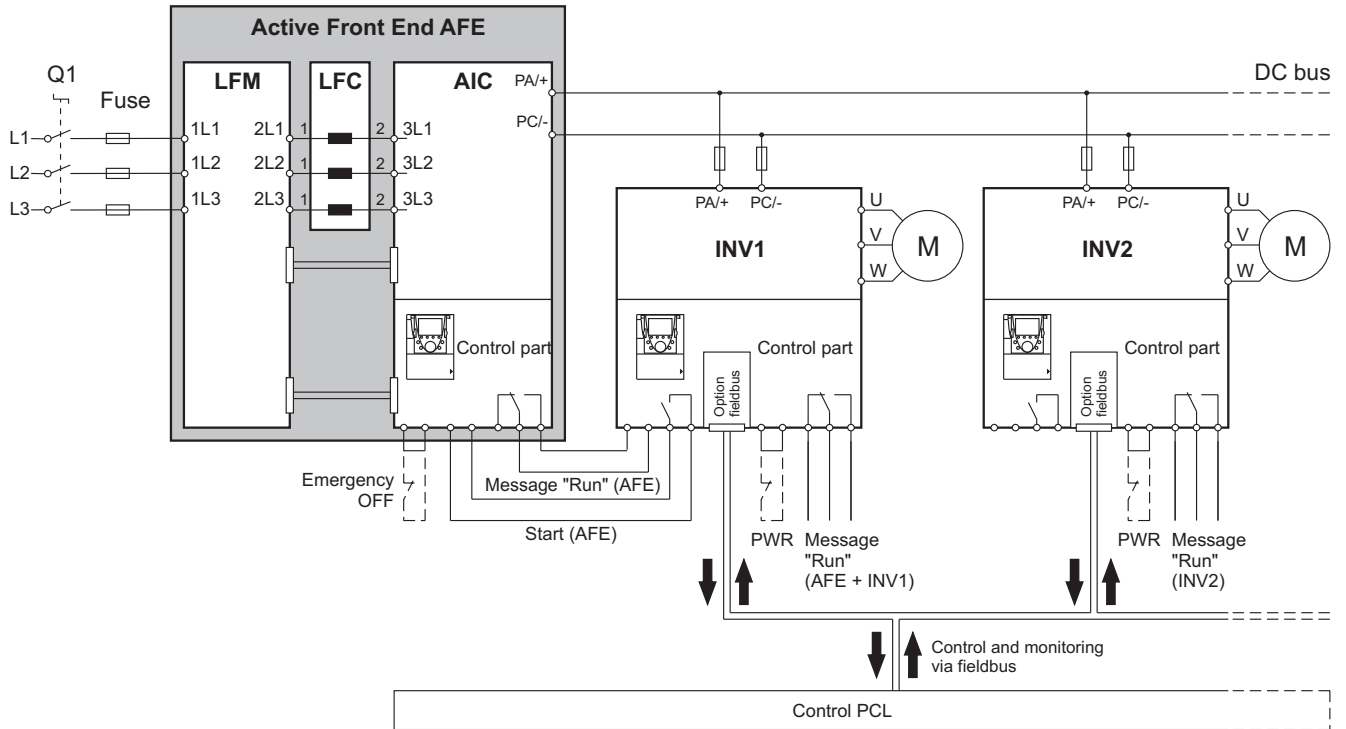 Active Front End AFE
Q1
Fuse
LFM
LFC
AIC
PA/+
PC/-
DC bus
L1
1L1
2L1
1
2
3L1
L2
1L2
2L2
1
2
3L2
L3
1L3
2L3
1
2
3L3
PA/+
PC/-
U
V
W
M
INV1
PA/+
PC/-
U
V
W
M
INV2
Control part
Control part
Control part
Option
fieldbus
Option
fieldbus
Emergency
OFF
Message "Run" (AFE)
Start (AFE)
PWR
Message
"Run"
(AFE + INV1)
PWR
Message
"Run"
(INV2)
Control and monitoring
via fieldbus
Control PCL